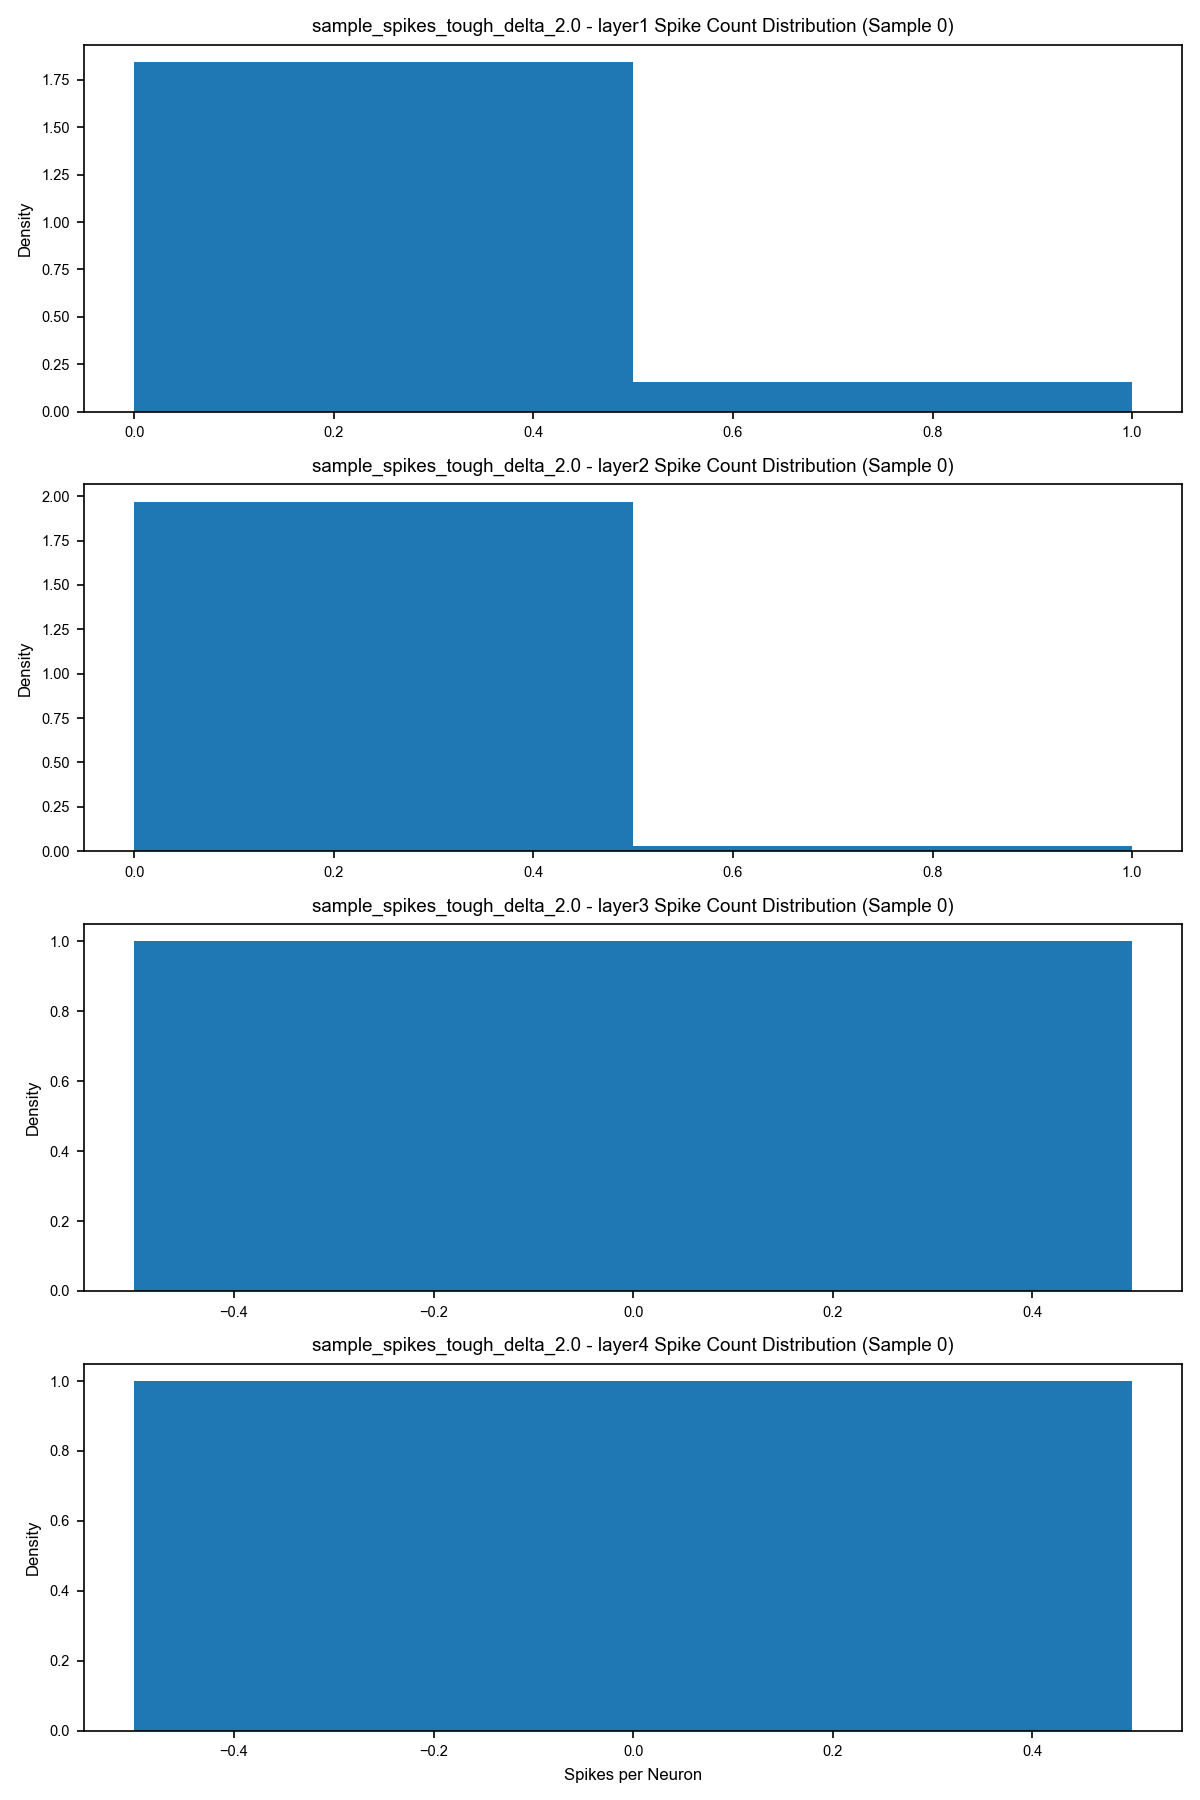 sample_spikes_tough_delta_2.0 - layer1 Spike Count Distribution (Sample 0)
1.75
1.50
1.25
1.00
0.75
0.50
0.25
0.00
Density
0.0 0.2 0.4 0.6 0.8 1.0
sample_spikes_tough_delta_2.0 - layer2 Spike Count Distribution (Sample 0)
2.00
1.75
1.50
1.25
1.00
0.75
0.50
0.25
0.00
Density
0.0 0.2 0.4 0.6 0.8 1.0
sample_spikes_tough_delta_2.0 - layer3 Spike Count Distribution (Sample 0)
1.0
0.8
0.6
0.4
0.2
0.0
Density
−0.4 −0.2 0.0 0.2 0.4
sample_spikes_tough_delta_2.0 - layer4 Spike Count Distribution (Sample 0)
1.0
0.8
0.6
0.4
0.2
0.0
Density
−0.4 −0.2 0.0 0.2 0.4
Spikes per Neuron